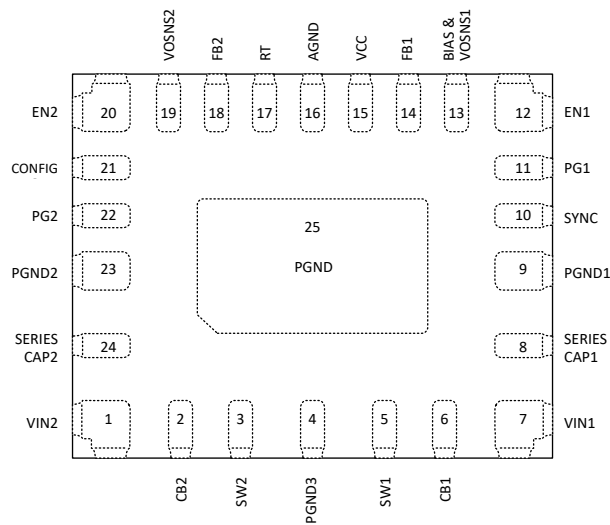 VOSNS2
FB2
RT
AGND
VCC
FB1
BIAS &
VOSNS1
EN2
20
19
18
17
16
15
14
13
12
EN1
CONFIG
21
11
PG1
PG2
22
10
SYNC
25
PGND
PGND2
23
9
PGND1
SERIES
CAP2
24
8
SERIES
CAP1
VIN2
1
2
3
4
5
6
7
VIN1
CB2
SW2
PGND3
SW1
CB1